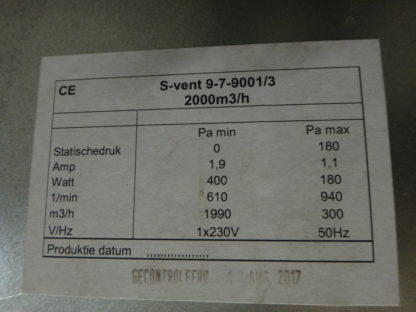 CE S-vent 9-7-9001/3
2000m3/h
Pa min Pa max
Statischedruk 0 180
Amp 1,9 1,1
Watt 400 180
1/min 610 940
m3/h 1990 300
V/Hz 1x230V 50Hz
Produktie datum ,,,,,,,,,,,,,,,,,,
GECONTROLEERD AUG. 2017